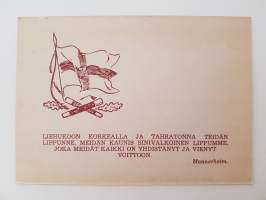 LIEHUKOON KORKEALLA JA TAHRATONNA TEIDÄN
LIPPUNNE, MEIDÄN KAUNIS SINIVALKOINEN LIPPUMME,
JOKA MEIDÄT KAIKKI ON YHDISTÄNYT JA VIENYT
VOITTOON.
Mannerheim.